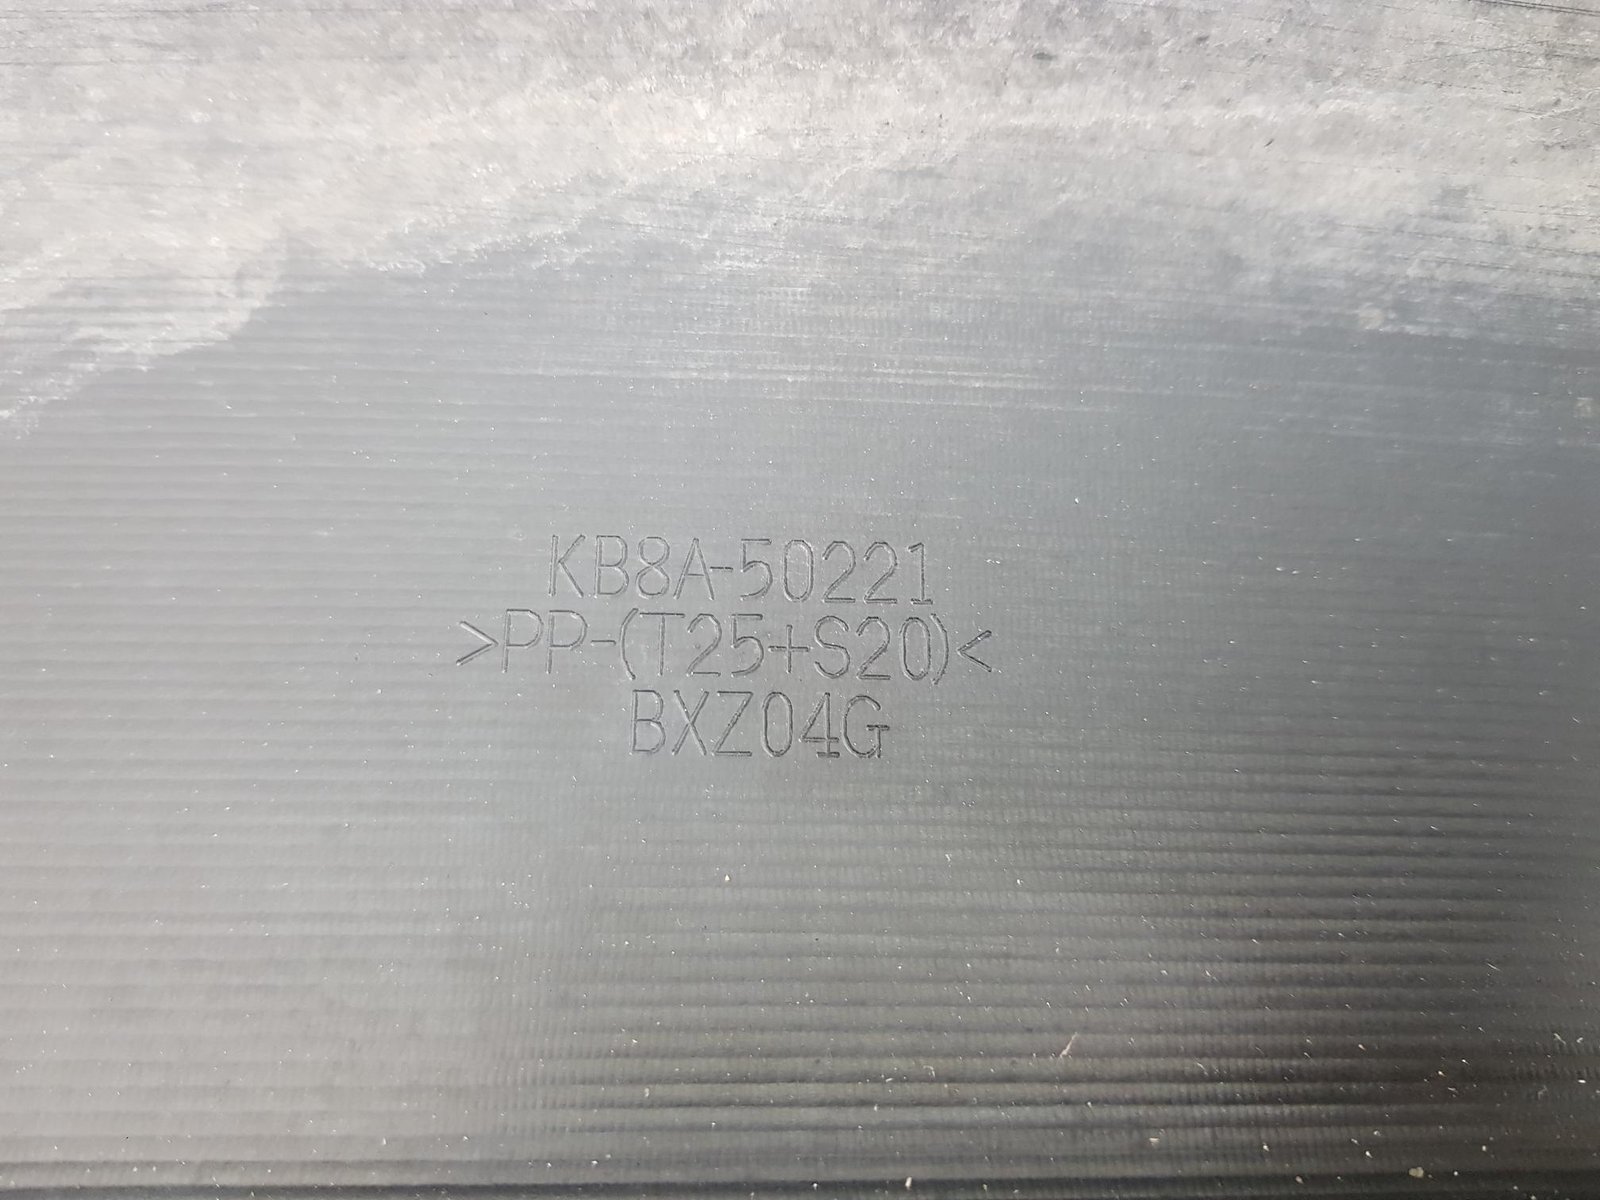 KB8A-50221
>PP-(T25+S20)<
BXZ04G